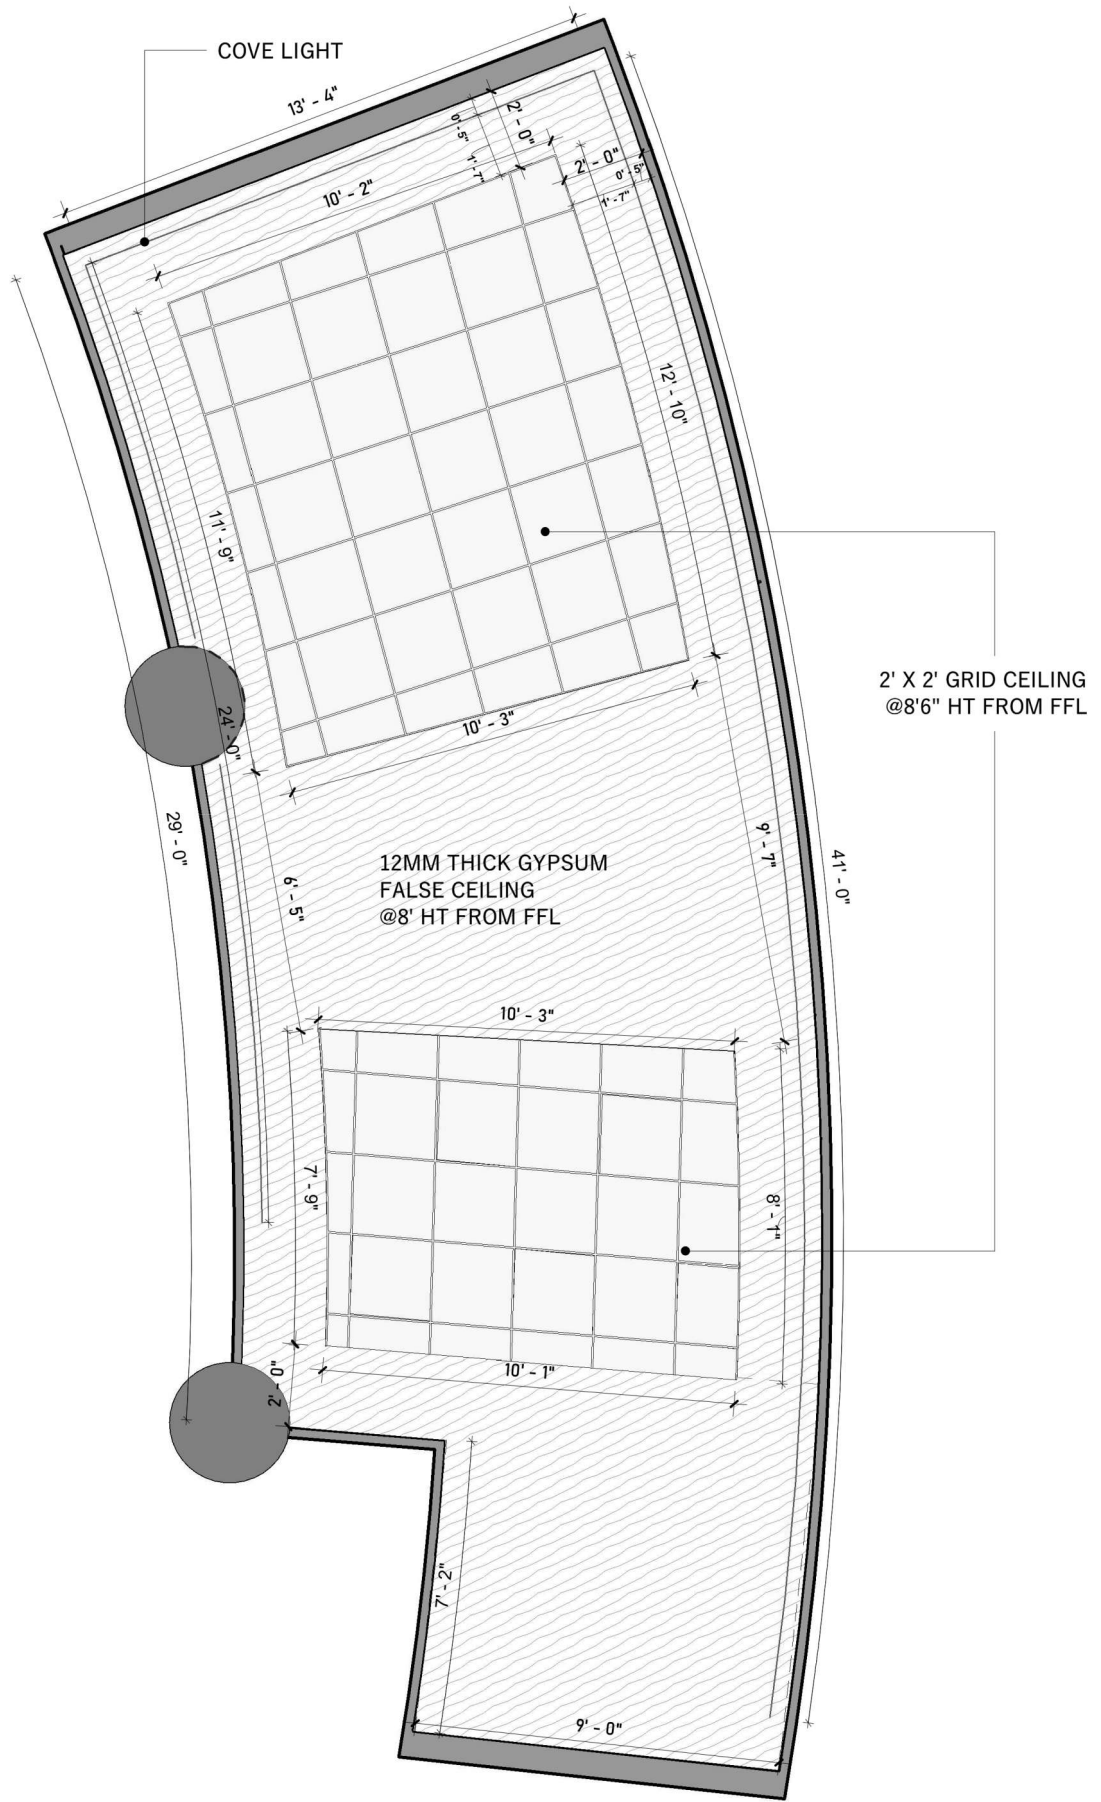 COVE LIGHT
13' - 4"
2' - 0"
0' - 5"
1' - 7"
2' - 0"
0' - 5"
1' - 7"
10' - 2"
12' - 10"
11' - 9"
2' X 2' GRID CEILING
@8'6" HT FROM FFL
24' - 0"
10' - 3"
29' - 0"
9' - 7"
41' - 0"
12MM THICK GYPSUM
FALSE CEILING
@8' HT FROM FFL
6' - 5"
10' - 3"
7' - 9"
8' - 1"
10' - 1"
2' - 0"
7' - 2"
9' - 0"